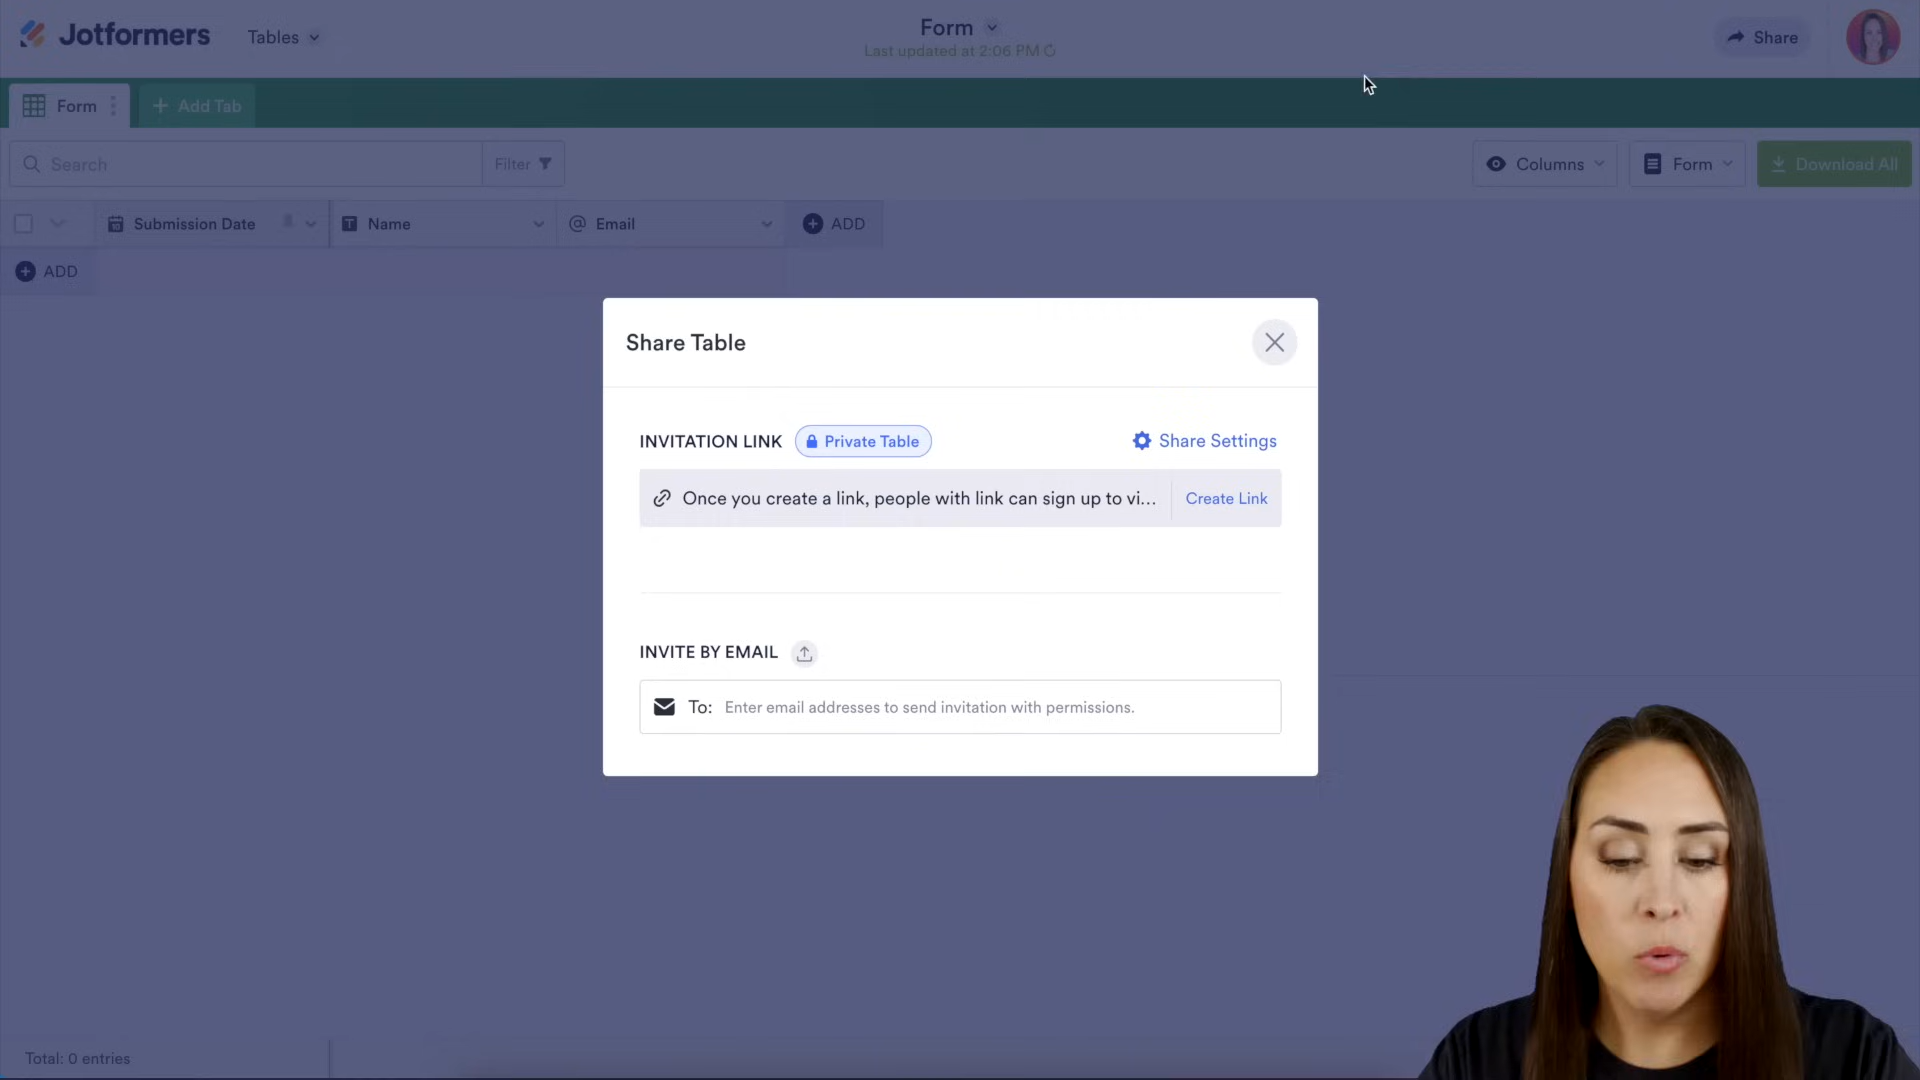 Jotformers
Tables
Form
Last updated at 2:06 PM
Share
Form
+ Add Tab
Search
Filter
Columns
Form
Download All
Submission Date
Name
@ Email
ADD
ADD
Share Table
INVITATION LINK
Private Table
Share Settings
Once you create a link, people with link can sign up to vi...
Create Link
INVITE BY EMAIL
To: Enter email addresses to send invitation with permissions.
Total: 0 entries